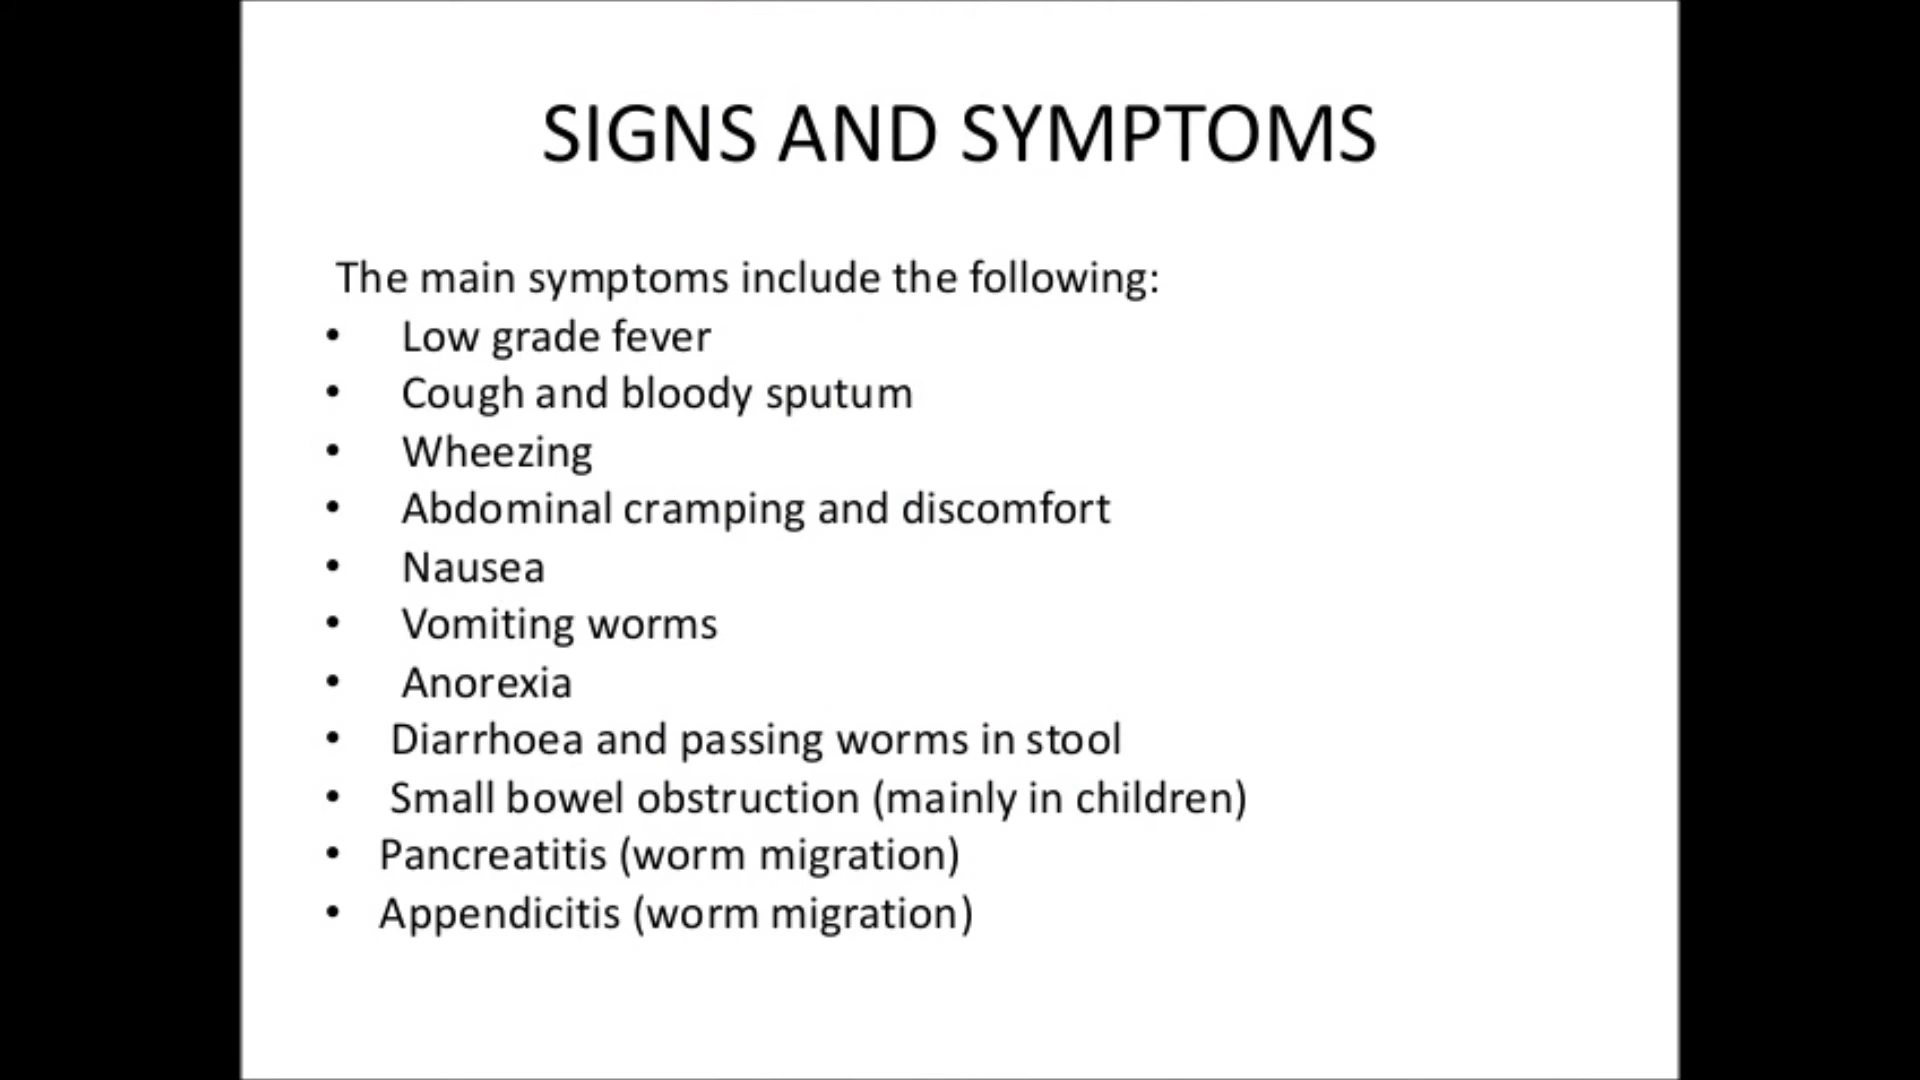 SIGNS AND SYMPTOMS
The main symptoms include the following:
• Low grade fever
• Cough and bloody sputum
• Wheezing
• Abdominal cramping and discomfort
• Nausea
• Vomiting worms
• Anorexia
• Diarrhoea and passing worms in stool
• Small bowel obstruction (mainly in children)
• Pancreatitis (worm migration)
• Appendicitis (worm migration)